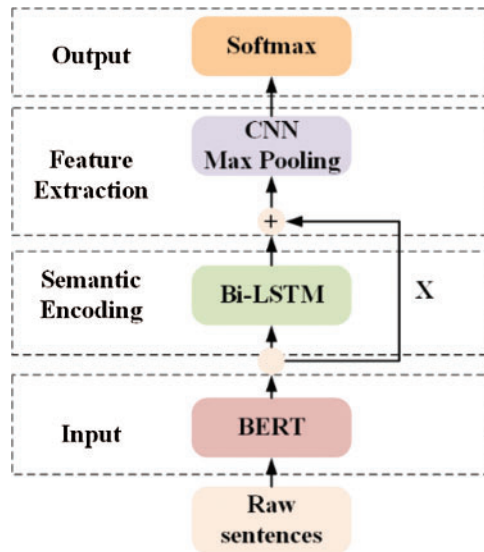 Output
Softmax
Feature
Extraction
CNN
Max Pooling
+
Semantic
Encoding
Bi-LSTM
X
Input
BERT
Raw
sentences